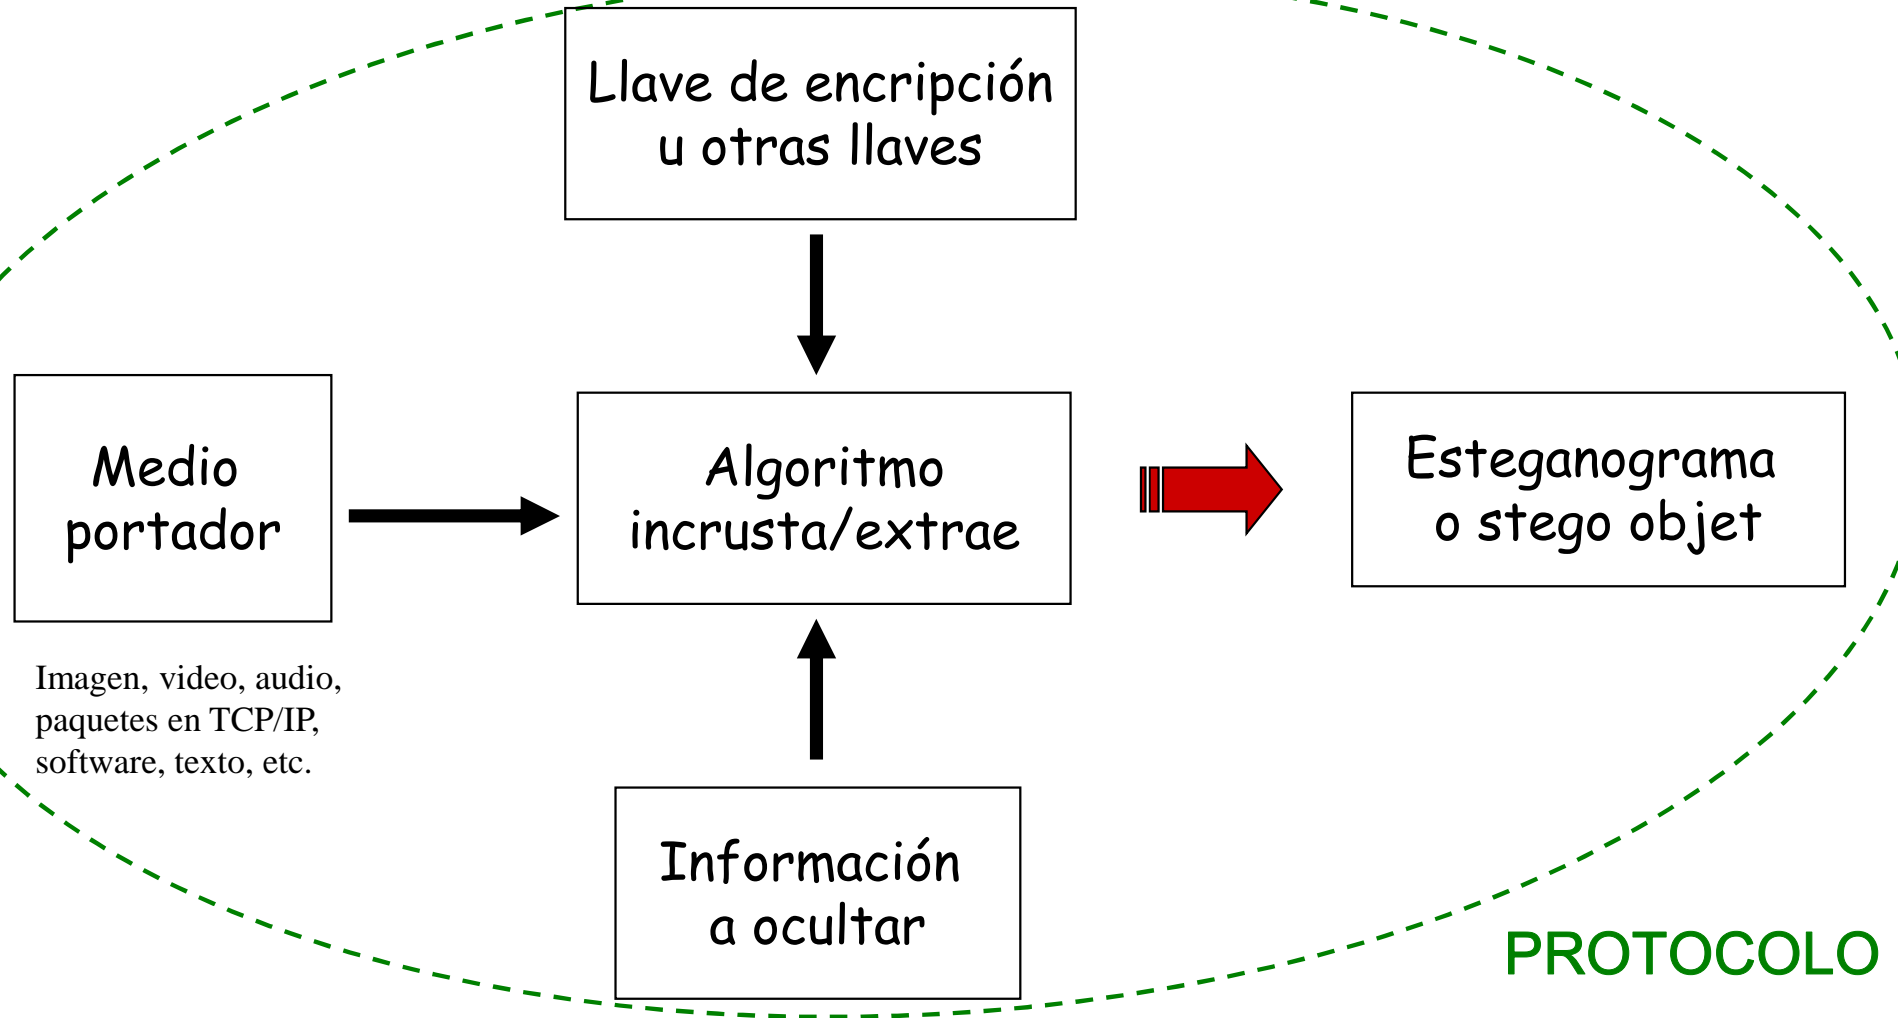 Llave de encripción
u otras llaves
Medio
portador
Algoritmo
incrusta/extrae
Esteganograma
o stego objet
Imagen, video, audio,
paquetes en TCP/IP,
software, texto, etc.
Información
a ocultar
PROTOCOLO